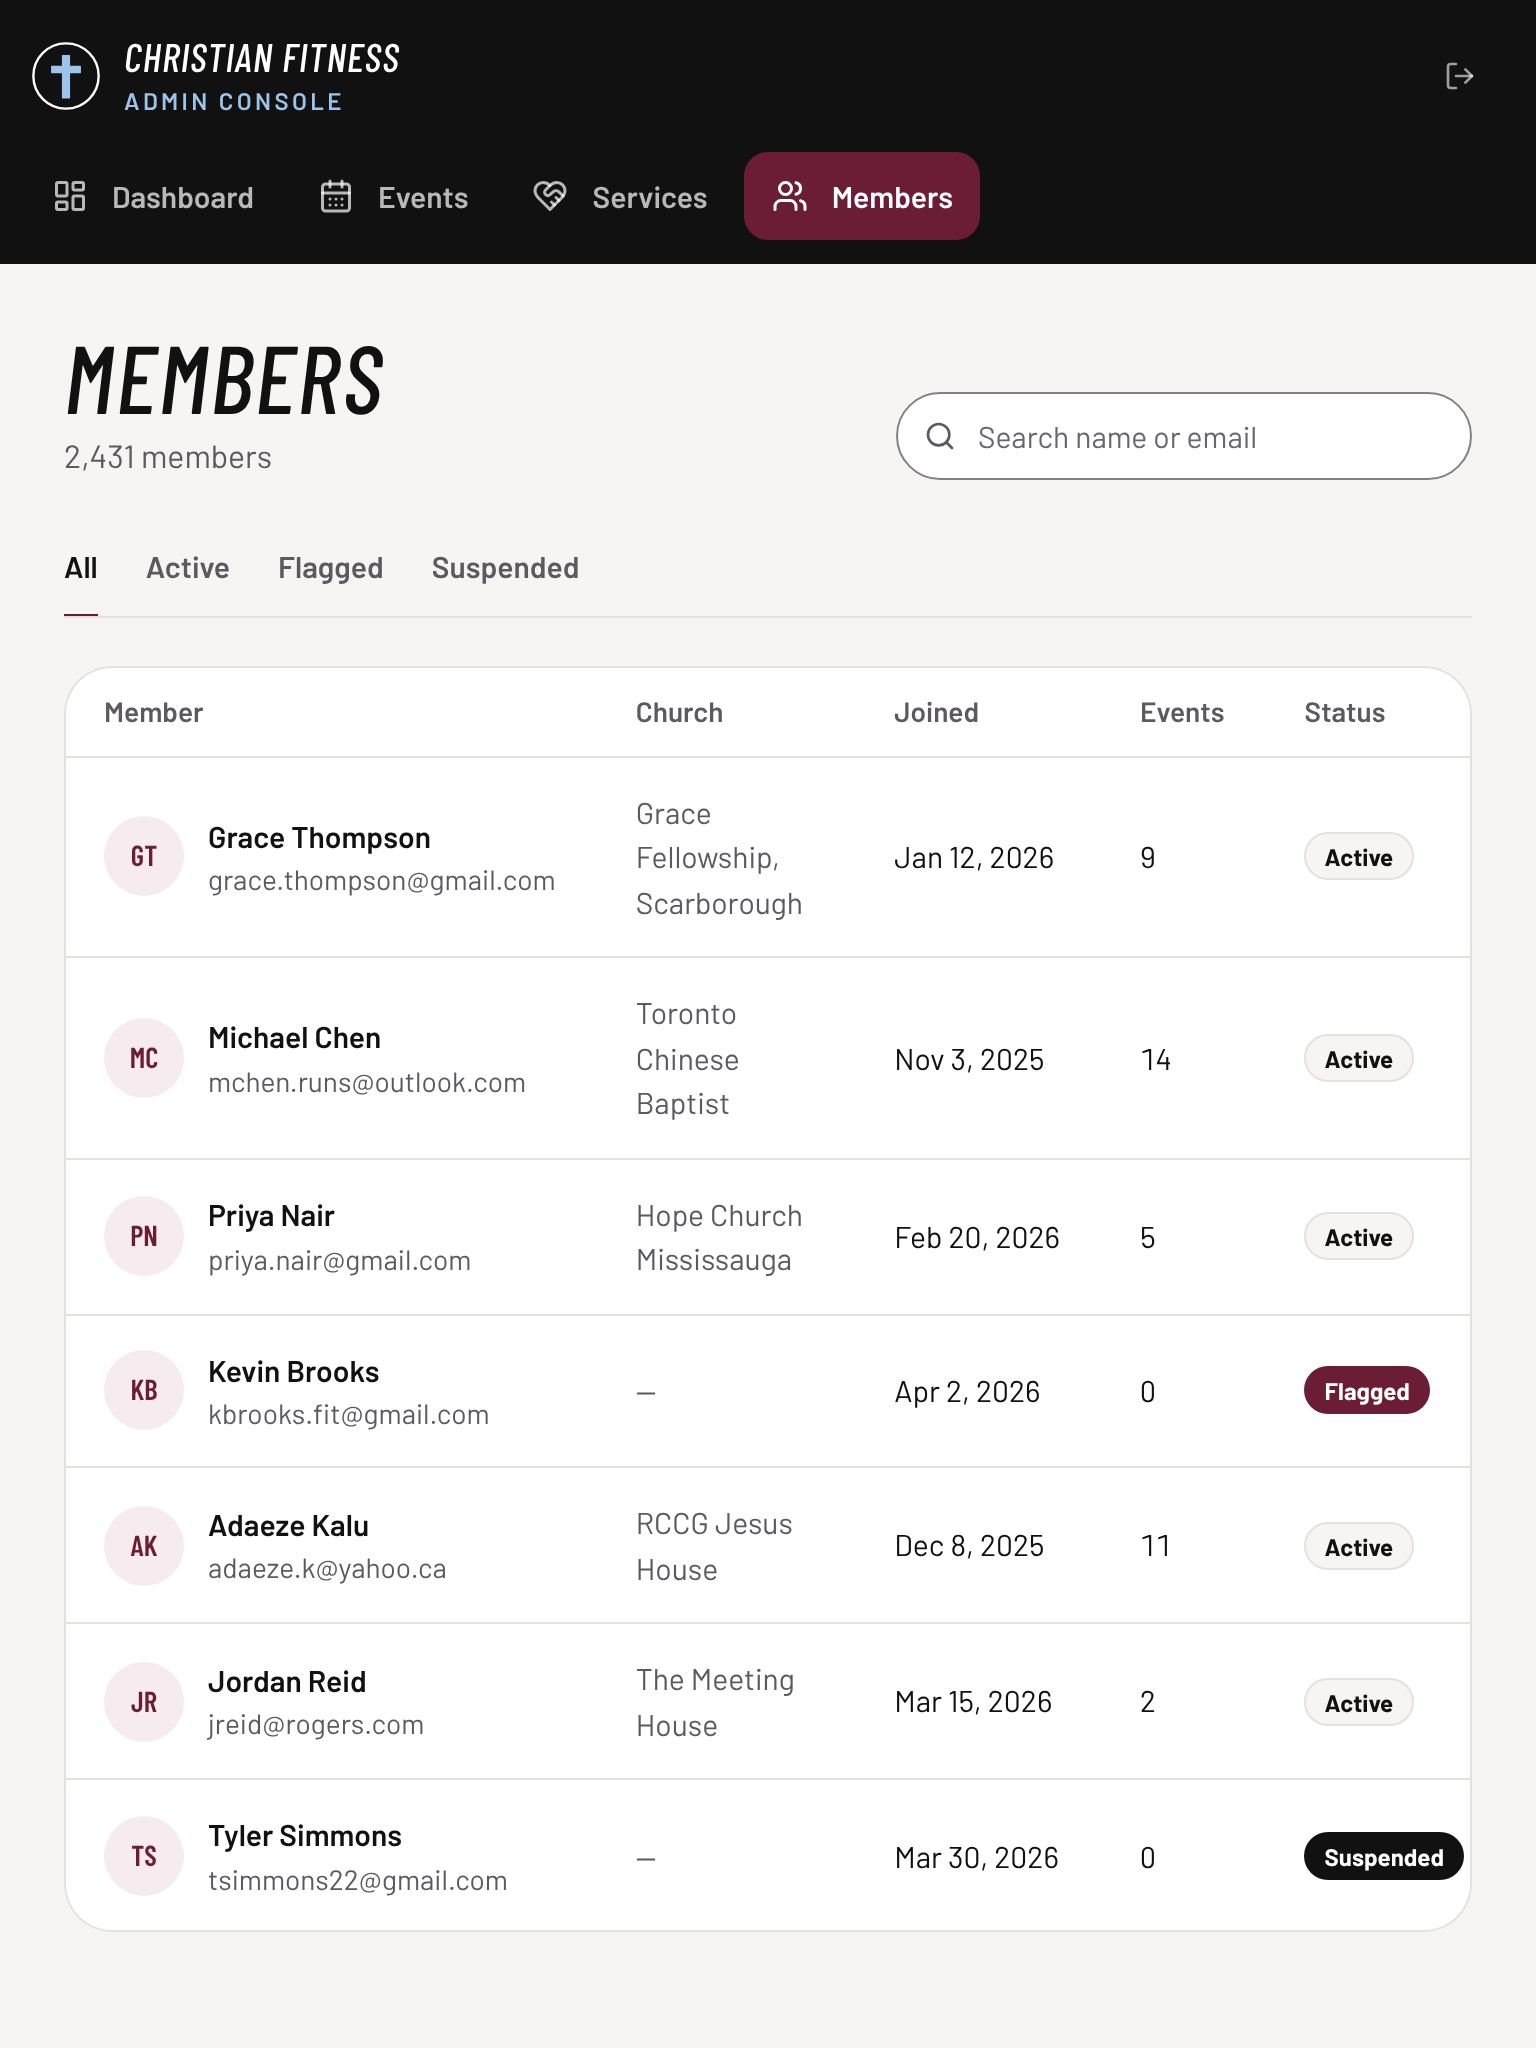 CHRISTIAN FITNESS
ADMIN CONSOLE
Dashboard Events Services Members
MEMBERS
2,431 members
Search name or email
All Active Flagged Suspended
Member Church Joined Events Status
GT
Grace Thompson
grace.thompson@gmail.com
Grace
Fellowship,
Scarborough
Jan 12, 2026
9
Active
MC
Michael Chen
mchen.runs@outlook.com
Toronto
Chinese
Baptist
Nov 3, 2025
14
Active
PN
Priya Nair
priya.nair@gmail.com
Hope Church
Mississauga
Feb 20, 2026
5
Active
KB
Kevin Brooks
kbrooks.fit@gmail.com
—
Apr 2, 2026
0
Flagged
AK
Adaeze Kalu
adaeze.k@yahoo.ca
RCCG Jesus
House
Dec 8, 2025
11
Active
JR
Jordan Reid
jreid@rogers.com
The Meeting
House
Mar 15, 2026
2
Active
TS
Tyler Simmons
tsimmons22@gmail.com
—
Mar 30, 2026
0
Suspended